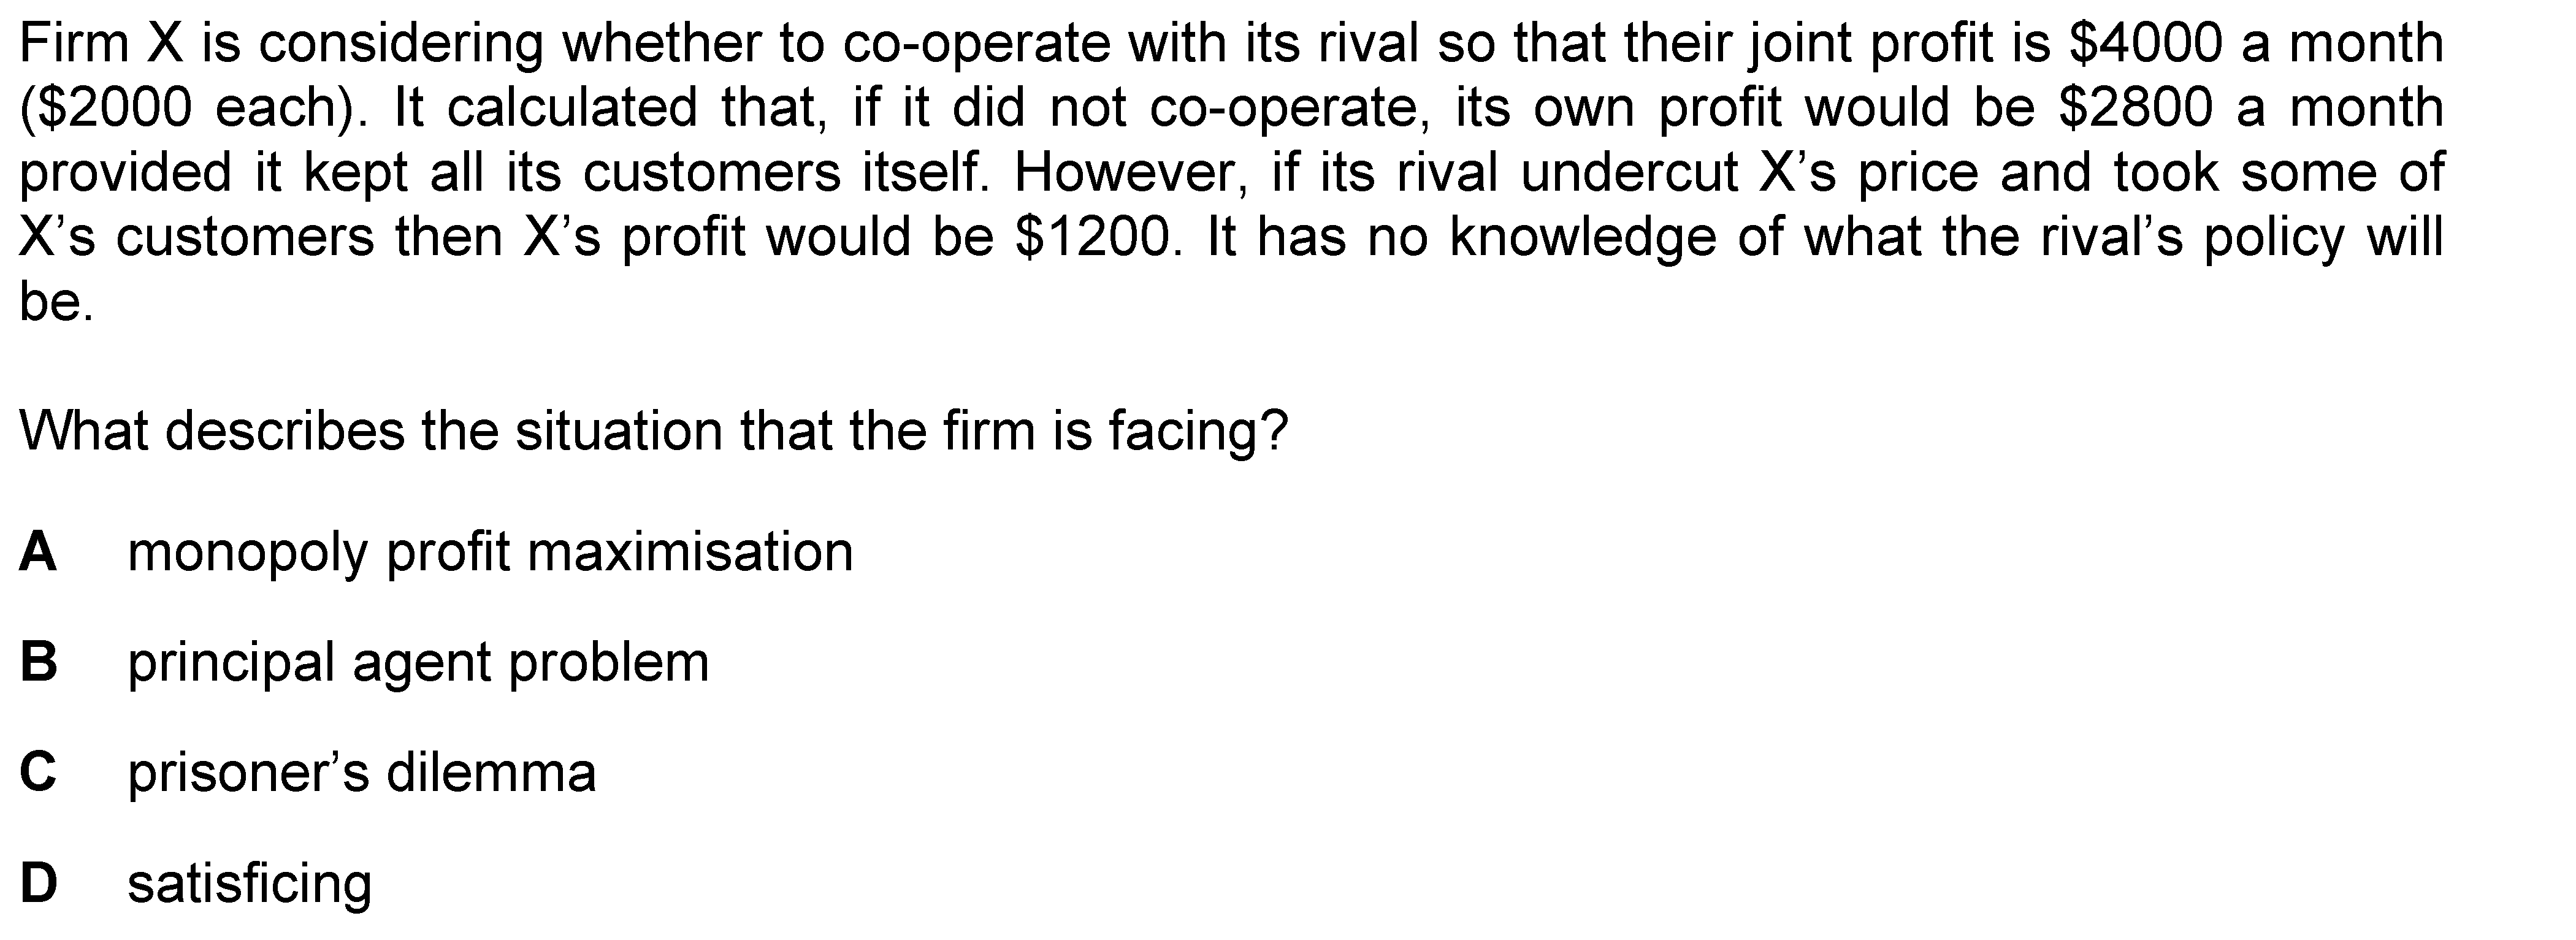 Firm X is considering whether to co-operate with its rival so that their joint profit is $4000 a month
($2000 each). It calculated that, if it did not co-operate, its own profit would be $2800 a month
provided it kept all its customers itself. However, if its rival undercut X’s price and took some of
X’s customers then X’s profit would be $1200. It has no knowledge of what the rival’s policy will
be.
What describes the situation that the firm is facing?
A monopoly profit maximisation
B principal agent problem
C prisoner’s dilemma
D satisficing